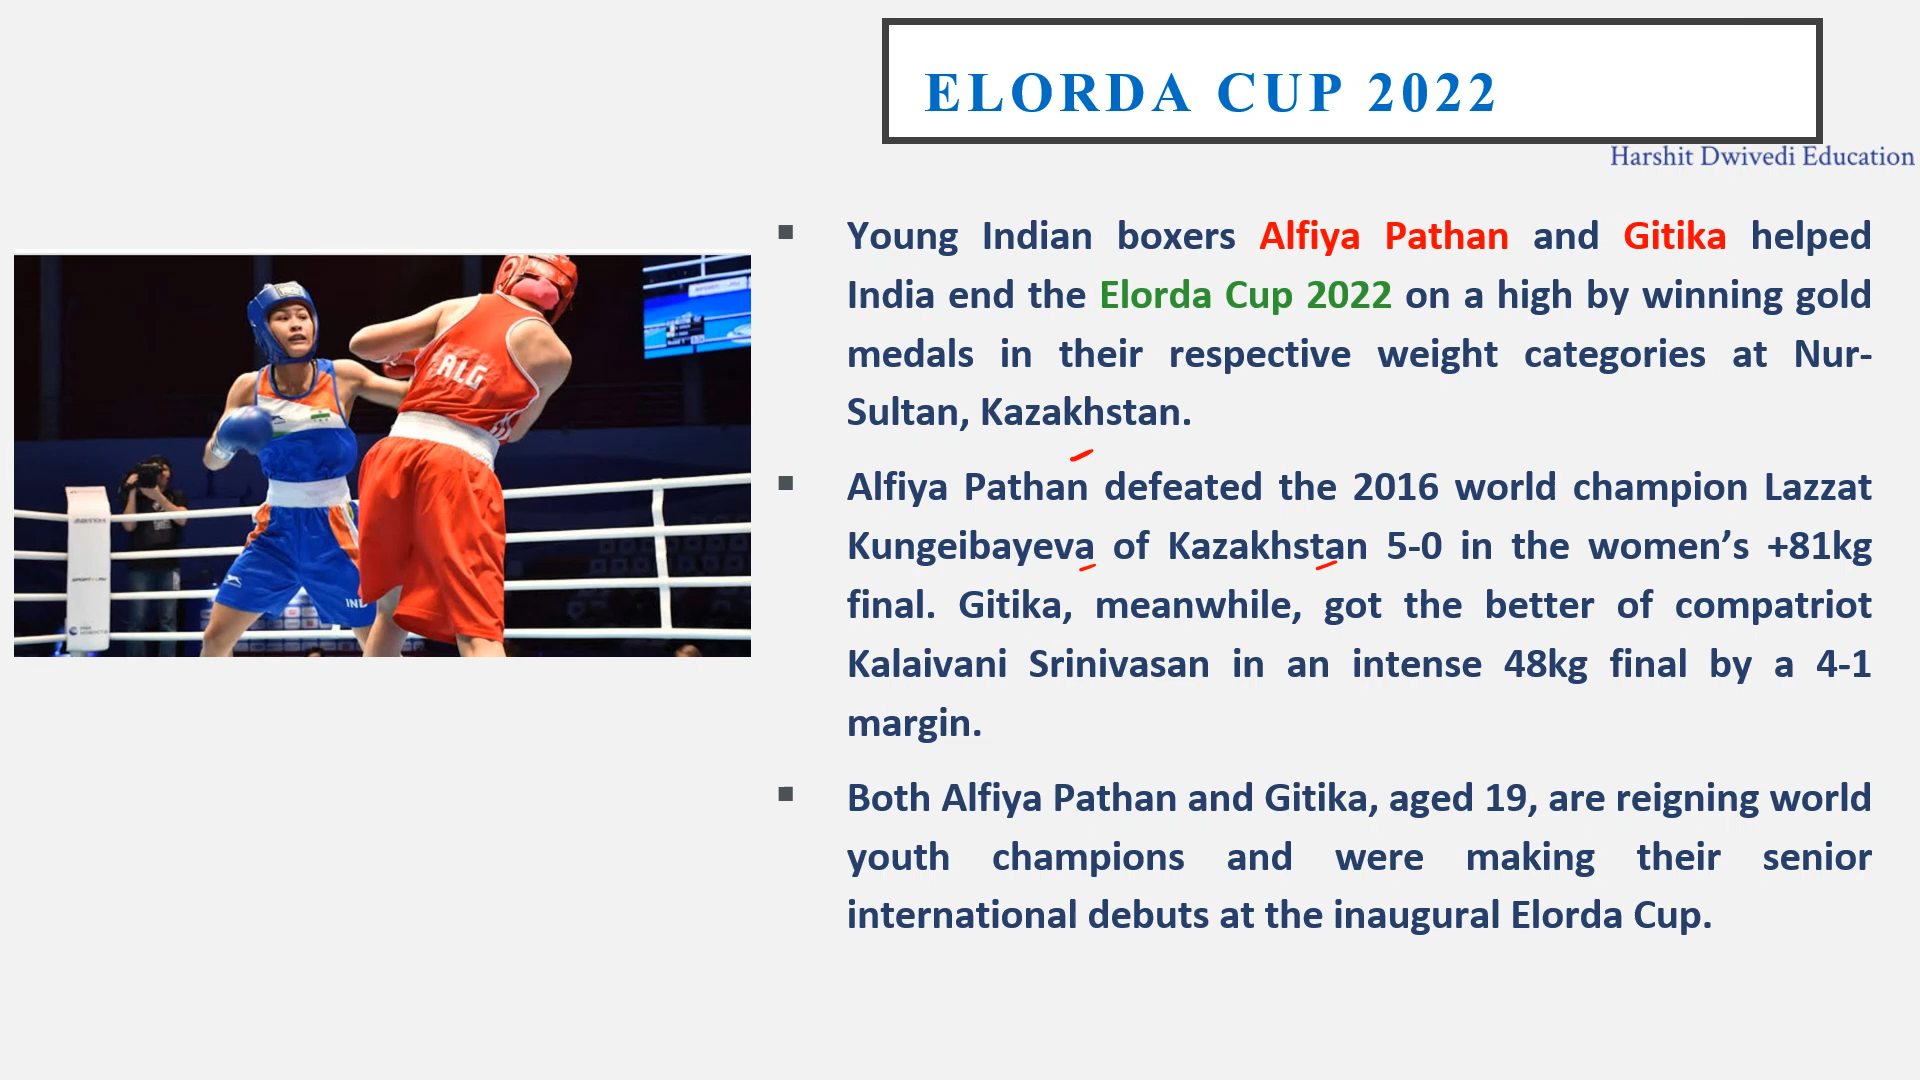 ELORDA CUP 2022
Harshit Dwivedi Education
Young Indian boxers Alfiya Pathan and Gitika helped
India end the Elorda Cup 2022 on a high by winning gold
medals in their respective weight categories at Nur-
Sultan, Kazakhstan.
Alfiya Pathan defeated the 2016 world champion Lazzat
Kungeibayeva of Kazakhstan 5-0 in the women’s +81kg
final. Gitika, meanwhile, got the better of compatriot
Kalaivani Srinivasan in an intense 48kg final by a 4-1
margin.
Both Alfiya Pathan and Gitika, aged 19, are reigning world
youth champions and were making their senior
international debuts at the inaugural Elorda Cup.
ALG
IND